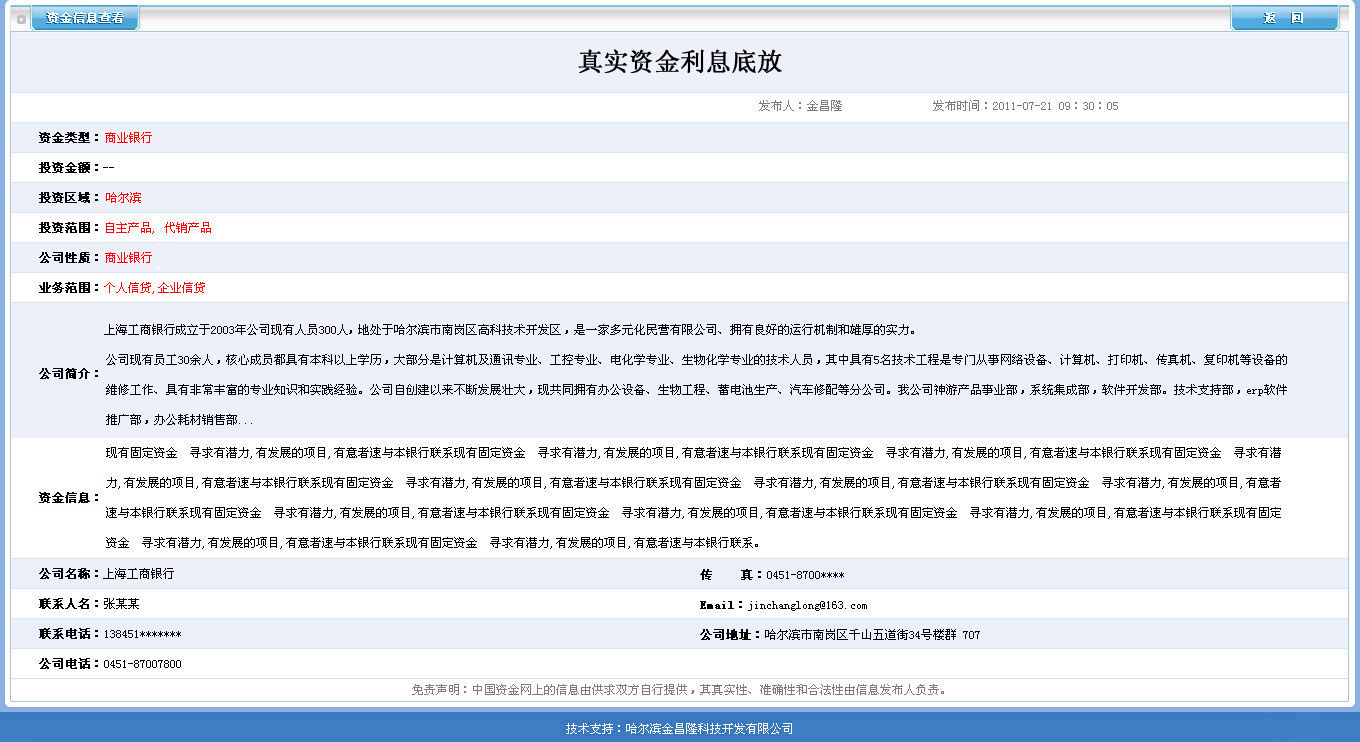 资金信息查看
返 回
真实资金利息底放
发布人：金昌隆 发布时间：2011-07-21 09：30：05
资金类型：商业银行
投资金额：--
投资区域：哈尔滨
投资范围：自主产品, 代销产品
公司性质：商业银行
业务范围：个人信贷,企业信贷
公司简介：
上海工商银行成立于2003年公司现有人员300人，地处于哈尔滨市南岗区高科技术开发区，是一家多元化民营有限公司、拥有良好的运行机制和雄厚的实力。
公司现有员工30余人，核心成员都具有本科以上学历，大部分是计算机及通讯专业、工控专业、电化学专业、生物化学专业的技术人员，其中具有5名技术工程是专门从事网络设备、计算机、打印机、传真机、复印机等设备的
维修工作、具有非常丰富的专业知识和实践经验。公司自创建以来不断发展壮大，现共同拥有办公设备、生物工程、蓄电池生产、汽车修配等分公司。我公司神游产品事业部，系统集成部，软件开发部。技术支持部，erp软件
推广部，办公耗材销售部...
资金信息：
现有固定资金 寻求有潜力,有发展的项目,有意者速与本银行联系现有固定资金 寻求有潜力,有发展的项目,有意者速与本银行联系现有固定资金 寻求有潜力,有发展的项目,有意者速与本银行联系现有固定资金 寻求有潜
力,有发展的项目,有意者速与本银行联系现有固定资金 寻求有潜力,有发展的项目,有意者速与本银行联系现有固定资金 寻求有潜力,有发展的项目,有意者速与本银行联系现有固定资金 寻求有潜力,有发展的项目,有意者
速与本银行联系现有固定资金 寻求有潜力,有发展的项目,有意者速与本银行联系现有固定资金 寻求有潜力,有发展的项目,有意者速与本银行联系现有固定资金 寻求有潜力,有发展的项目,有意者速与本银行联系现有固定
资金 寻求有潜力,有发展的项目,有意者速与本银行联系现有固定资金 寻求有潜力,有发展的项目,有意者速与本银行联系。
公司名称：上海工商银行 传 真：0451-8700****
联系人名：张某某 Email：jinchanglong@163.com
联系电话：138451******* 公司地址：哈尔滨市南岗区千山五道街34号楼群 707
公司电话：0451-87007800
免责声明：中国资金网上的信息由供求双方自行提供，其真实性、准确性和合法性由信息发布人负责。
技术支持：哈尔滨金昌隆科技开发有限公司